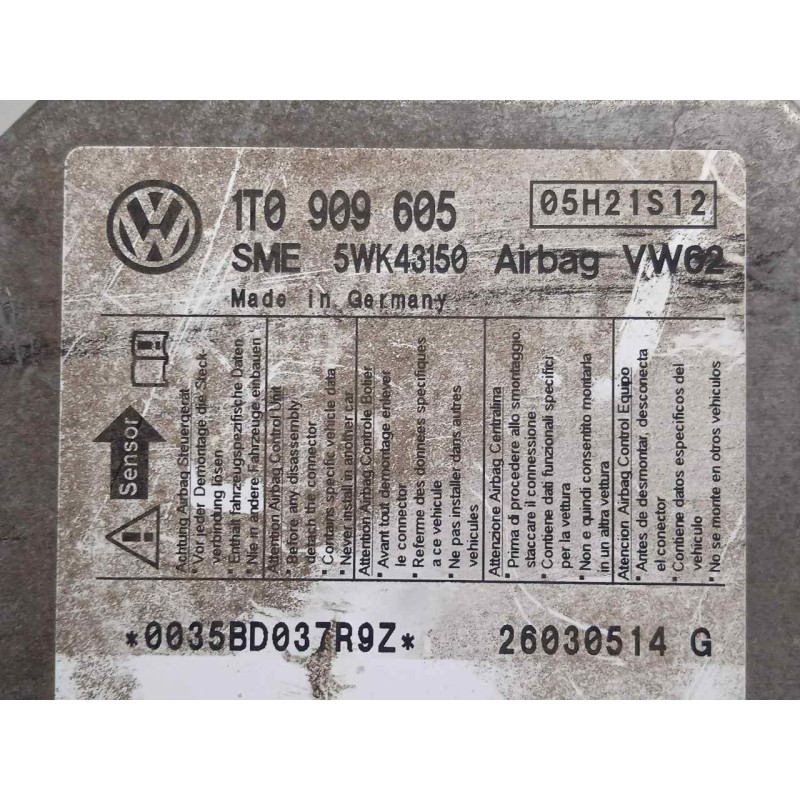 1T0 909 605
05H21S12
SME 5WK43150 Airbag VW62
Made in Germany
Sensor
Achtung Airbag Steuergerät
• Vor jeder Demontage die Steck-
verbindung lösen
• Enthält fahrzeugspezifische Daten
• Nie in andere Fahrzeuge einbauen
Attention Airbag Control Unit
• Before any disassembly
detach the connector
• Contains specific vehicle data
• Never install in another car
Attention Airbag Controle Boitier
• Avant tout demontage enlever
le connecteur
• Referme des donnees specifiques
a ce vehicule
• Ne pas installer dans autres
vehicules
Attenzione Airbag Centralina
• Prima di procedere allo smontaggio,
staccare il connessione
• Contiene dati funzionali specifici
per la vettura
• Non e quindi consentito montarla
in un altra vettura
Atencion Airbag Control Equipo
• Antes de desmontar, desconecta
el conector
• Contiene datos especificos del
vehiculo
• No se monte en otros vehiculos
*0035BD037R9Z*
26030514 G